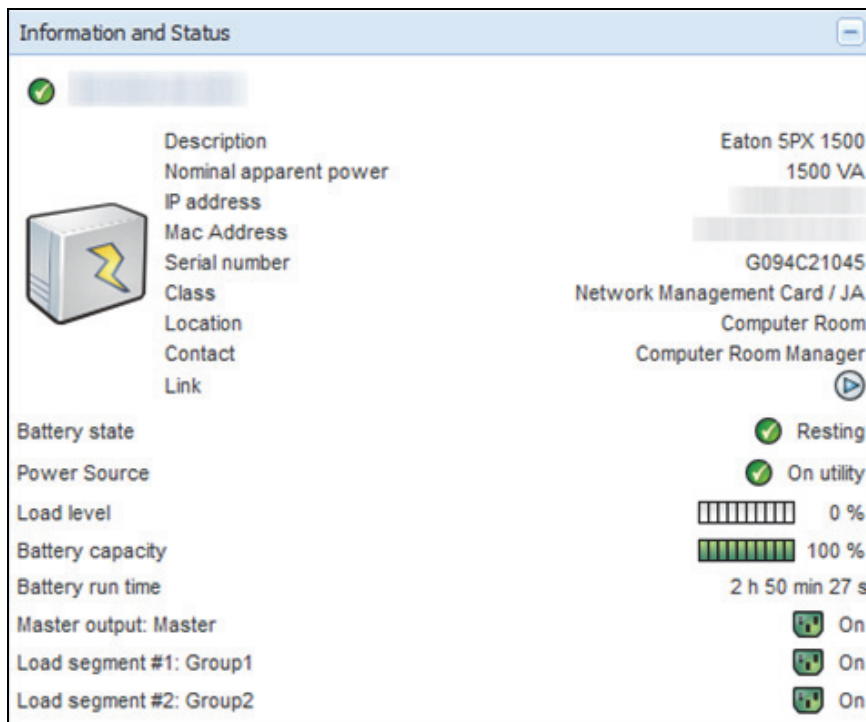 Information and Status
Description Eaton 5PX 1500
Nominal apparent power 1500 VA
IP address
Mac Address
Serial number G094C21045
Class Network Management Card / JA
Location Computer Room
Contact Computer Room Manager
Link
Battery state Resting
Power Source On utility
Load level 0 %
Battery capacity 100 %
Battery run time 2 h 50 min 27 s
Master output: Master On
Load segment #1: Group1 On
Load segment #2: Group2 On